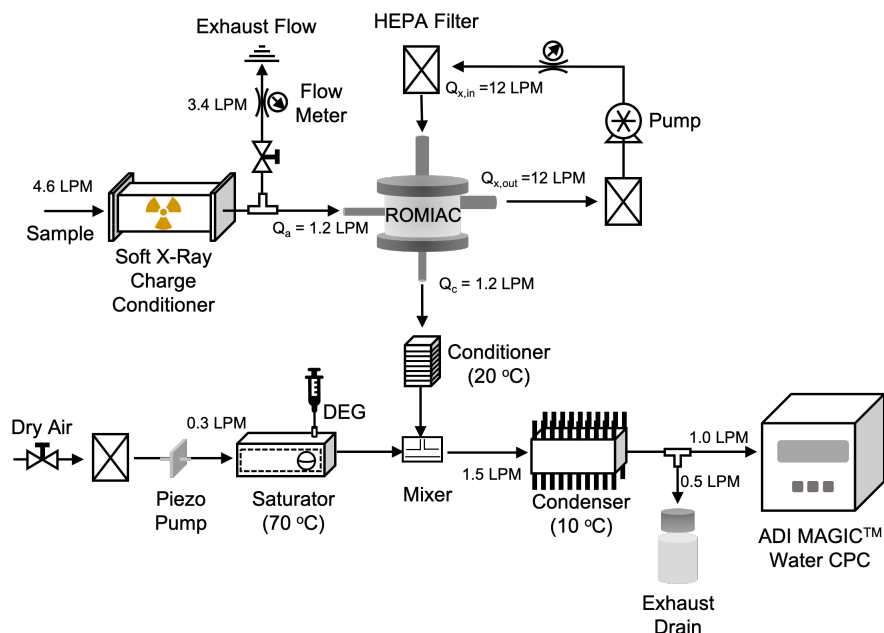 HEPA Filter
Exhaust Flow
3.4 LPM
Flow
Meter
Qx,in =12 LPM
Pump
4.6 LPM
Sample
Qa = 1.2 LPM
ROMIAC
Qx,out =12 LPM
Soft X-Ray
Charge
Conditioner
Qc = 1.2 LPM
Conditioner
(20 oC)
DEG
Dry Air
0.3 LPM
Piezo
Pump
Saturator
(70 oC)
Mixer
1.5 LPM
Condenser
(10 oC)
1.0 LPM
0.5 LPM
Exhaust
Drain
ADI MAGIC™
Water CPC